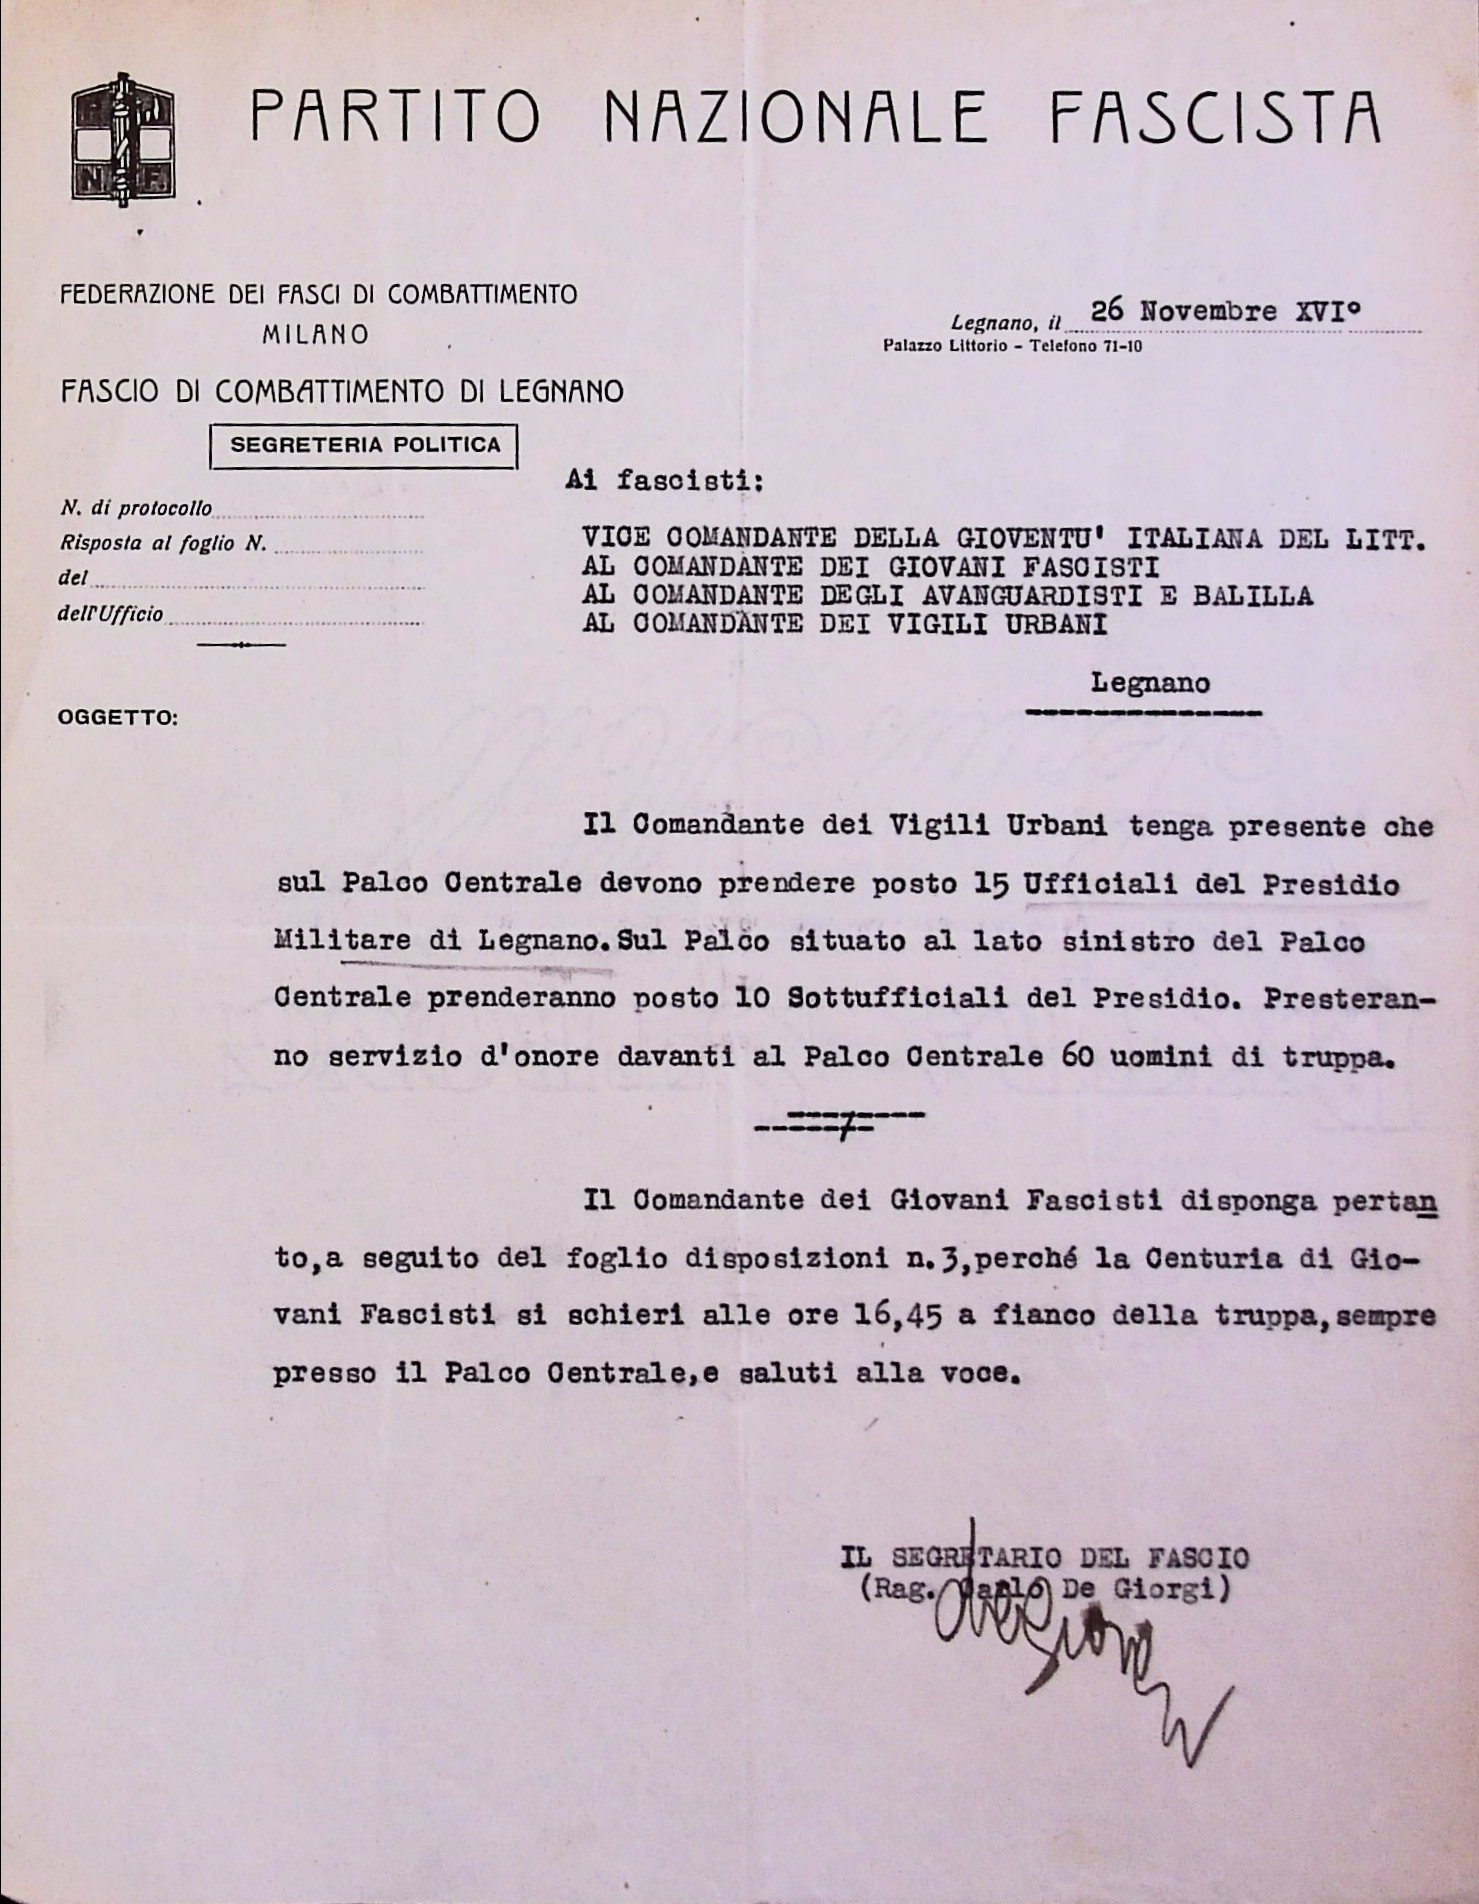 P N
N. F.
PARTITO NAZIONALE FASCISTA
FEDERAZIONE DEI FASCI DI COMBATTIMENTO
MILANO
FASCIO DI COMBATTIMENTO DI LEGNANO
SEGRETERIA POLITICA
Legnano, il 26 Novembre XVI°
Palazzo Littorio - Telefono 71-10
N. di protocollo
Risposta al foglio N.
del
dell'Ufficio
OGGETTO:
Ai fascisti:
VICE COMANDANTE DELLA GIOVENTU' ITALIANA DEL LITT.
AL COMANDANTE DEI GIOVANI FASCISTI
AL COMANDANTE DEGLI AVANGUARDISTI E BALILLA
AL COMANDANTE DEI VIGILI URBANI
Legnano
Il Comandante dei Vigili Urbani tenga presente che
sul Palco Centrale devono prendere posto 15 Ufficiali del Presidio
Militare di Legnano.Sul Palco situato al lato sinistro del Palco
Centrale prenderanno posto 10 Sottufficiali del Presidio. Presteran-
no servizio d'onore davanti al Palco Centrale 60 uomini di truppa.
Il Comandante dei Giovani Fascisti disponga pertan
to,a seguito del foglio disposizioni n.3,perché la Centuria di Gio-
vani Fascisti si schieri alle ore 16,45 a fianco della truppa,sempre
presso il Palco Centrale,e saluti alla voce.
IL SEGRETARIO DEL FASCIO
(Rag. Carlo De Giorgi)